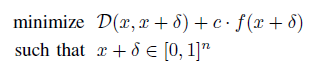 minimize 𝒟(x, x + δ) + c · f(x + δ)
such that x + δ ∈ [0, 1]ⁿ